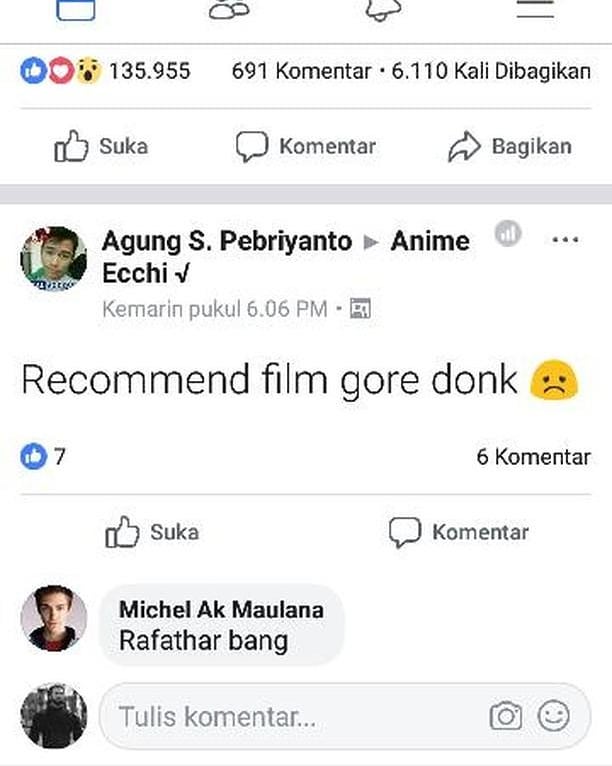 135.955 691 Komentar • 6.110 Kali Dibagikan
Suka Komentar Bagikan
Agung S. Pebriyanto ▶ Anime
Ecchi √
Kemarin pukul 6.06 PM •
Recommend film gore donk ☹️
7 6 Komentar
Suka Komentar
Michel Ak Maulana
Rafathar bang
Tulis komentar...